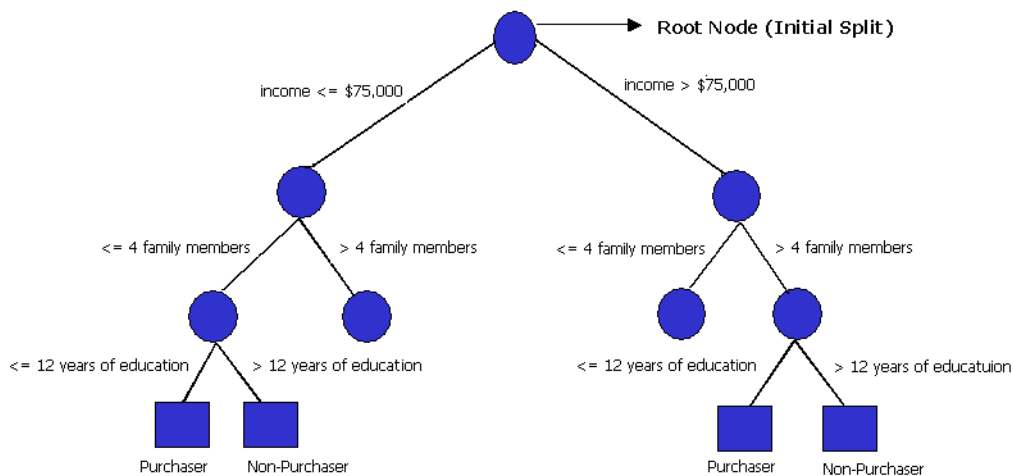 Root Node (Initial Split)
income <= $75,000
income > $75,000
<= 4 family members
> 4 family members
<= 4 family members
> 4 family members
<= 12 years of education
> 12 years of education
<= 12 years of education
> 12 years of educatuion
Purchaser
Non-Purchaser
Purchaser
Non-Purchaser